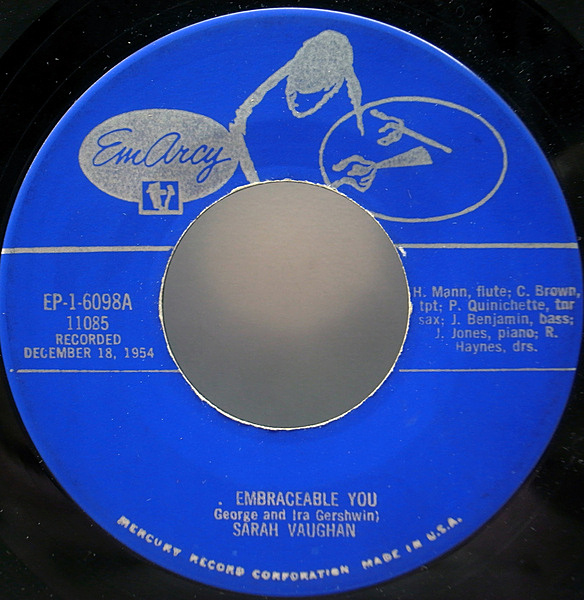 EmArcy
EP-1-6098A
11085
RECORDED
DECEMBER 18, 1954
H. Mann, flute; C. Brown,
tpt; P. Quinichette, tnr
sax; J. Benjamin, bass;
J. Jones, piano; R.
Haynes, drs.
. EMBRACEABLE YOU
George and Ira Gershwin)
SARAH VAUGHAN
MERCURY RECORD CORPORATION MADE IN U.S.A.